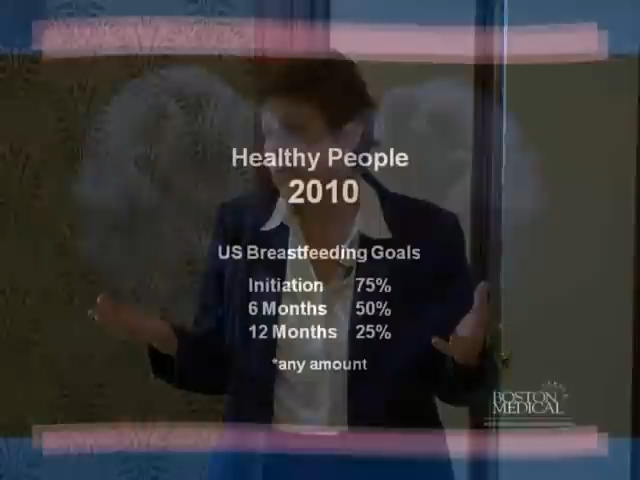 Healthy People
2010
US Breastfeeding Goals
Initiation 75%
6 Months 50%
12 Months 25%
*any amount
BOSTON
MEDICAL